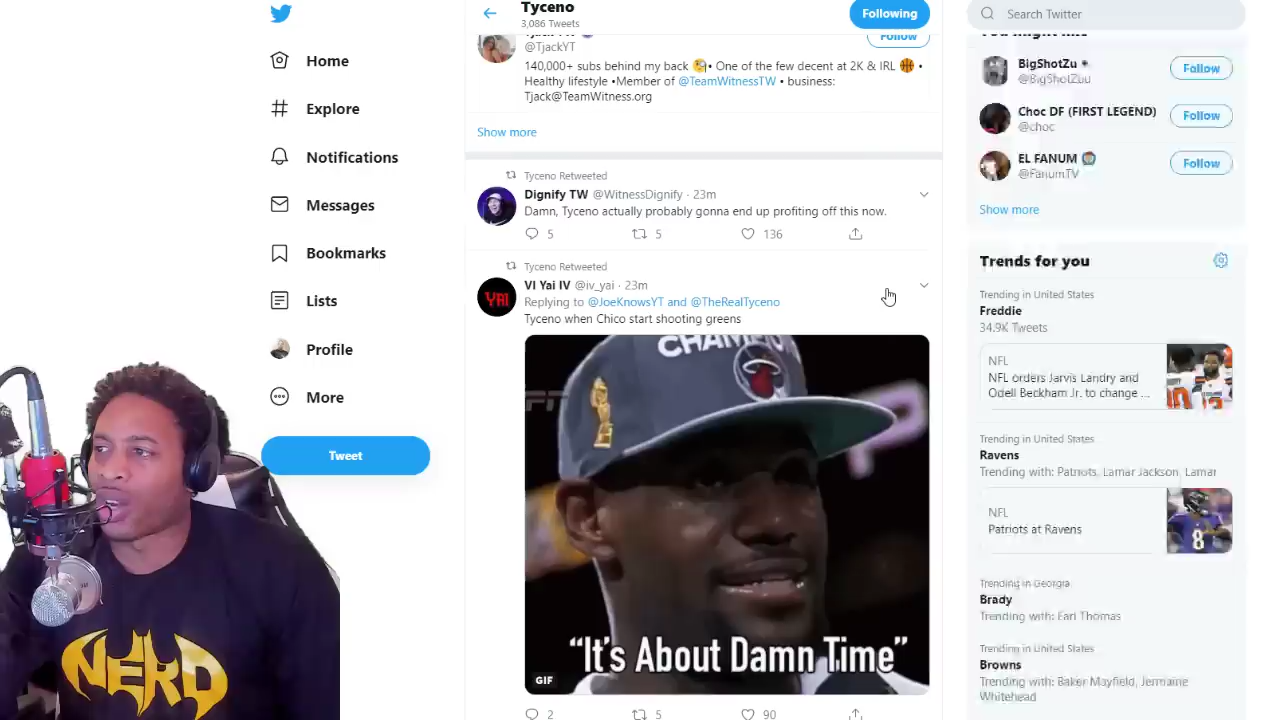 Home
Explore
Notifications
Messages
Bookmarks
Lists
Profile
More
Tweet
NERD
Tyceno
3,086 Tweets
Following
@TjackYT
Follow
140,000+ subs behind my back 🧐• One of the few decent at 2K & IRL 🏀 •
Healthy lifestyle •Member of @TeamWitnessTW • business:
Tjack@TeamWitness.org
Show more
Tyceno Retweeted
Dignify TW @WitnessDignify · 23m
Damn, Tyceno actually probably gonna end up profiting off this now.
5 5 136
Tyceno Retweeted
VI Yai IV @iv_yai · 23m
YAI
Replying to @JoeKnowsYT and @TheRealTyceno
Tyceno when Chico start shooting greens
CHAMPION
"It's About Damn Time"
GIF
2 5 90
Search Twitter
You might like
BigShotZu
@BigShotZuu
Follow
Choc DF (FIRST LEGEND)
@choc
Follow
EL FANUM
@FanumTV
Follow
Show more
Trends for you
Trending in United States
Freddie
34.9K Tweets
NFL
NFL orders Jarvis Landry and
Odell Beckham Jr. to change ...
Trending in United States
Ravens
Trending with: Patriots, Lamar Jackson, Lamar
NFL
Patriots at Ravens
Trending in Georgia
Brady
Trending with: Earl Thomas
Trending in United States
Browns
Trending with: Baker Mayfield, Jermaine
Whitehead